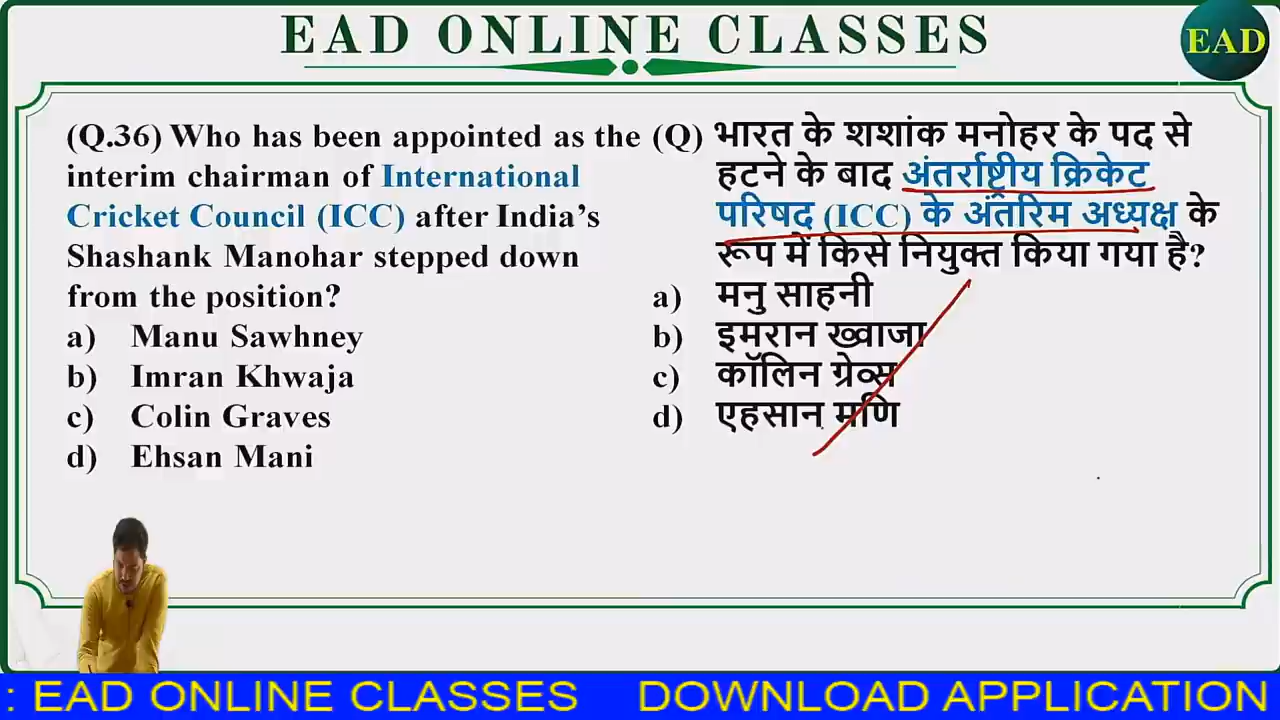 EAD ONLINE CLASSES
EAD
(Q.36) Who has been appointed as the
interim chairman of International
Cricket Council (ICC) after India’s
Shashank Manohar stepped down
from the position?
a) Manu Sawhney
b) Imran Khwaja
c) Colin Graves
d) Ehsan Mani
(Q) भारत के शशांक मनोहर के पद से
हटने के बाद अंतर्राष्ट्रीय क्रिकेट
परिषद (ICC) के अंतरिम अध्यक्ष के
रूप में किसे नियुक्त किया गया है?
a) मनु साहनी
b) इमरान ख्वाजा
c) कॉलिन ग्रेव्स
d) एहसान मणि
: EAD ONLINE CLASSES DOWNLOAD APPLICATION